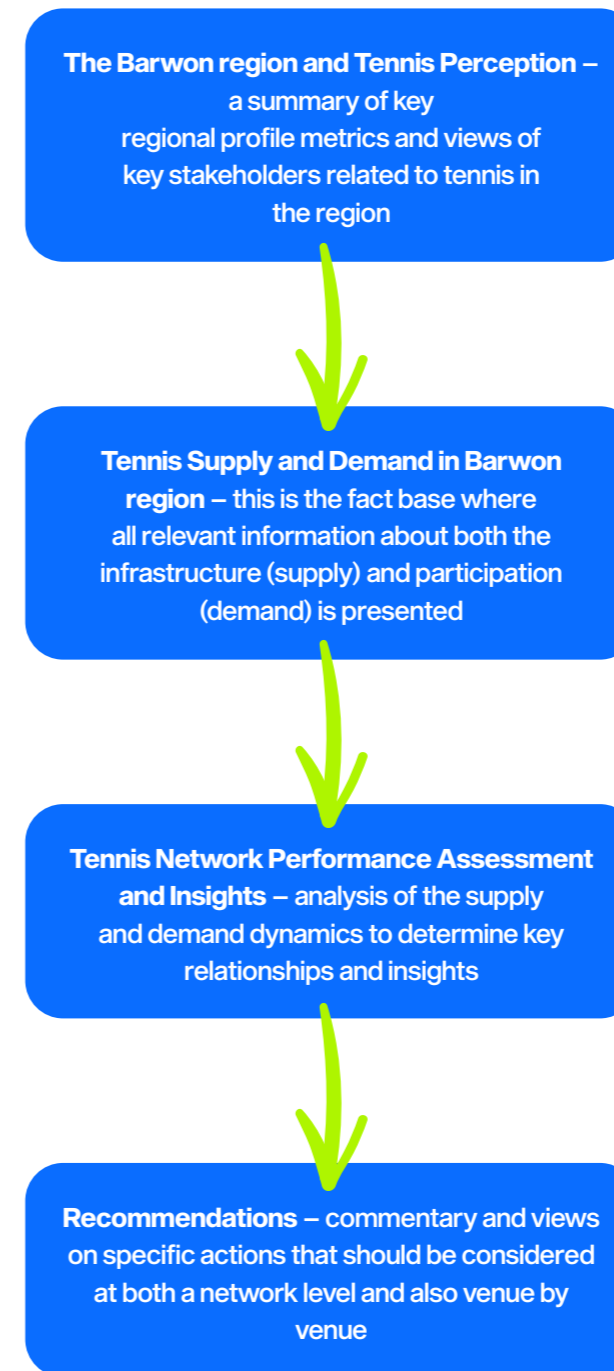 The Barwon region and Tennis Perception –
a summary of key
regional profile metrics and views of
key stakeholders related to tennis in
the region
Tennis Supply and Demand in Barwon
region – this is the fact base where
all relevant information about both the
infrastructure (supply) and participation
(demand) is presented
Tennis Network Performance Assessment
and Insights – analysis of the supply
and demand dynamics to determine key
relationships and insights
Recommendations – commentary and views
on specific actions that should be considered
at both a network level and also venue by
venue